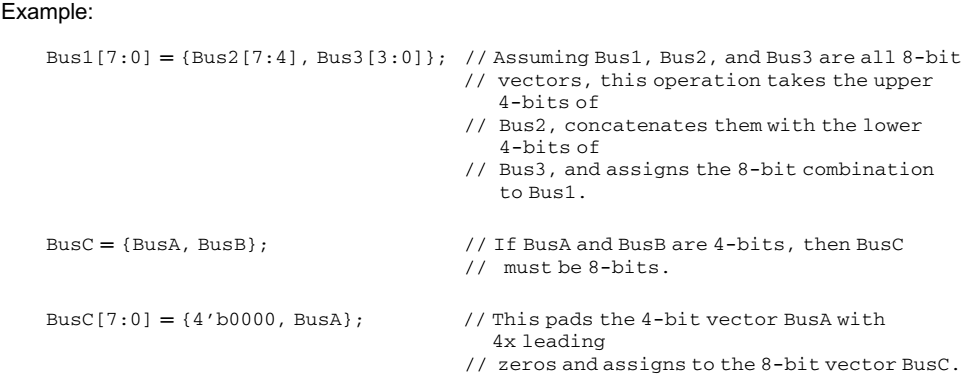 Example:
Bus1[7:0] = {Bus2[7:4], Bus3[3:0]}; // Assuming Bus1, Bus2, and Bus3 are all 8-bit
// vectors, this operation takes the upper
4-bits of
// Bus2, concatenates them with the lower
4-bits of
// Bus3, and assigns the 8-bit combination
to Bus1.
BusC = {BusA, BusB}; // If BusA and BusB are 4-bits, then BusC
// must be 8-bits.
BusC[7:0] = {4’b0000, BusA}; // This pads the 4-bit vector BusA with
4x leading
// zeros and assigns to the 8-bit vector BusC.